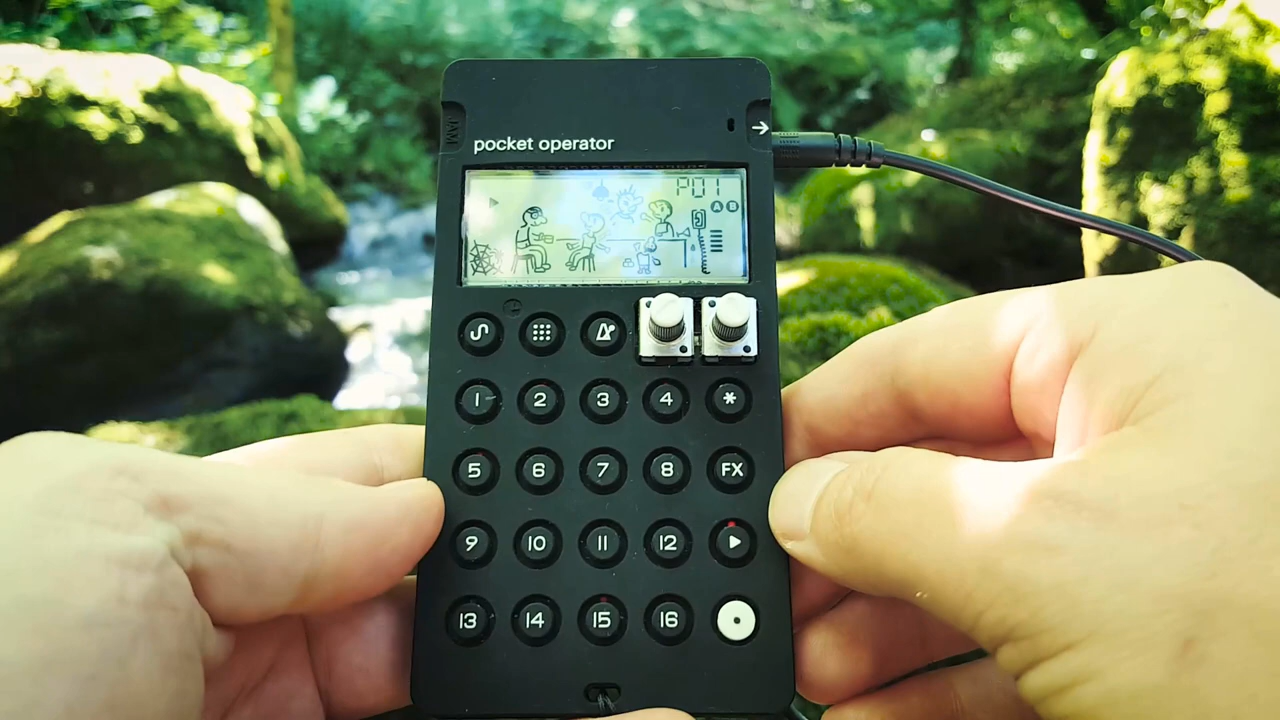 JAM
→
pocket operator
P01
A B
1 2 3 4 *
5 6 7 8 FX
9 10 11 12
13 14 15 16